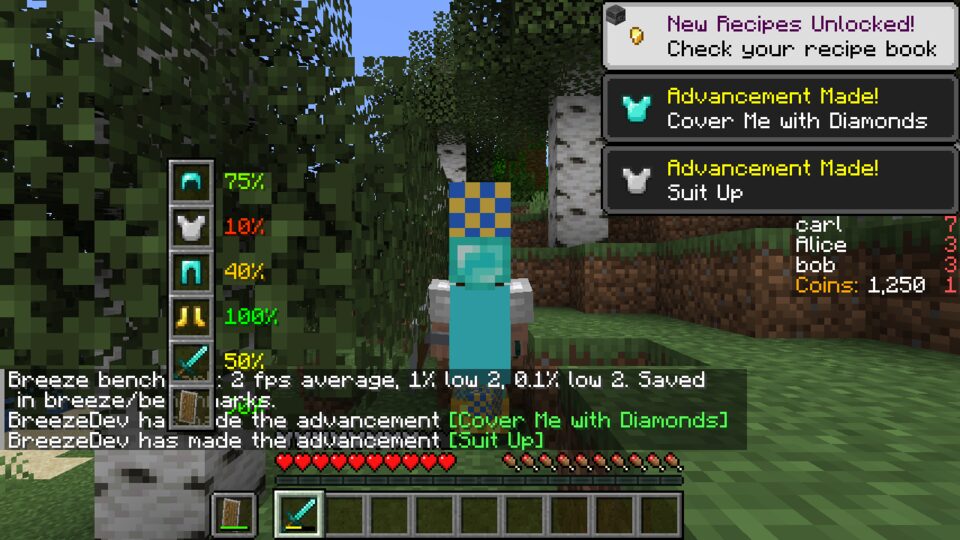 New Recipes Unlocked!
Check your recipe book
Advancement Made!
Cover Me with Diamonds
Advancement Made!
Suit Up
carl 7
Alice 3
bob 3
Coins: 1,250 1
75%
10%
40%
100%
50%
Breeze bench : 2 fps average, 1% low 2, 0.1% low 2. Saved
in breeze/be marks.
BreezeDev ha de the advancement [Cover Me with Diamonds]
BreezeDev has made the advancement [Suit Up]